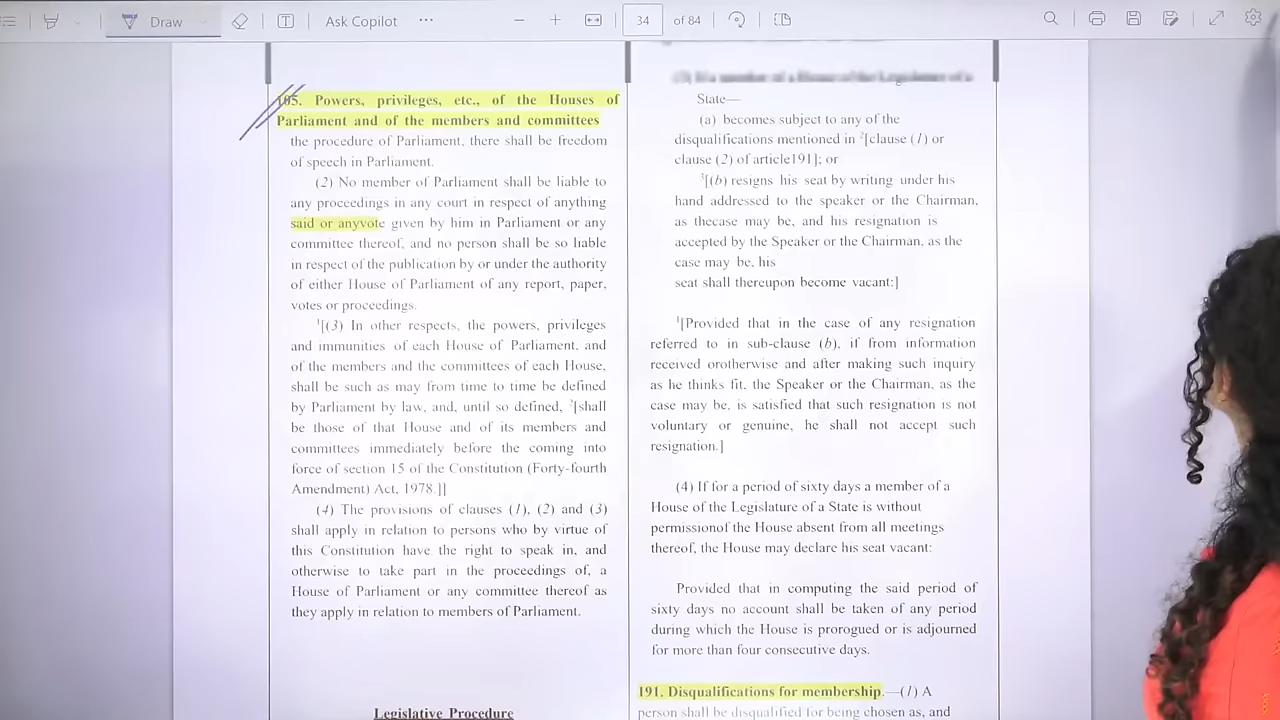 Draw
Ask Copilot
34 of 84
105. Powers, privileges, etc., of the Houses of
Parliament and of the members and committees
the procedure of Parliament, there shall be freedom
of speech in Parliament.
(2) No member of Parliament shall be liable to
any proceedings in any court in respect of anything
said or anyvote given by him in Parliament or any
committee thereof, and no person shall be so liable
in respect of the publication by or under the authority
of either House of Parliament of any report, paper,
votes or proceedings.
1[(3) In other respects, the powers, privileges
and immunities of each House of Parliament, and
of the members and the committees of each House,
shall be such as may from time to time be defined
by Parliament by law, and, until so defined, 2[shall
be those of that House and of its members and
committees immediately before the coming into
force of section 15 of the Constitution (Forty-fourth
Amendment) Act, 1978.]]
(4) The provisions of clauses (1), (2) and (3)
shall apply in relation to persons who by virtue of
this Constitution have the right to speak in, and
otherwise to take part in the proceedings of, a
House of Parliament or any committee thereof as
they apply in relation to members of Parliament.
Legislative Procedure
(3) If a member of a House of the Legislature of a
State—
(a) becomes subject to any of the
disqualifications mentioned in 2[clause (1) or
clause (2) of article191]; or
3[(b) resigns his seat by writing under his
hand addressed to the speaker or the Chairman,
as thecase may be, and his resignation is
accepted by the Speaker or the Chairman, as the
case may be, his
seat shall thereupon become vacant:]
1[Provided that in the case of any resignation
referred to in sub-clause (b), if from information
received orotherwise and after making such inquiry
as he thinks fit, the Speaker or the Chairman, as the
case may be, is satisfied that such resignation is not
voluntary or genuine, he shall not accept such
resignation.]
(4) If for a period of sixty days a member of a
House of the Legislature of a State is without
permissionof the House absent from all meetings
thereof, the House may declare his seat vacant:
Provided that in computing the said period of
sixty days no account shall be taken of any period
during which the House is prorogued or is adjourned
for more than four consecutive days.
191. Disqualifications for membership.—(1) A
person shall be disqualified for being chosen as, and